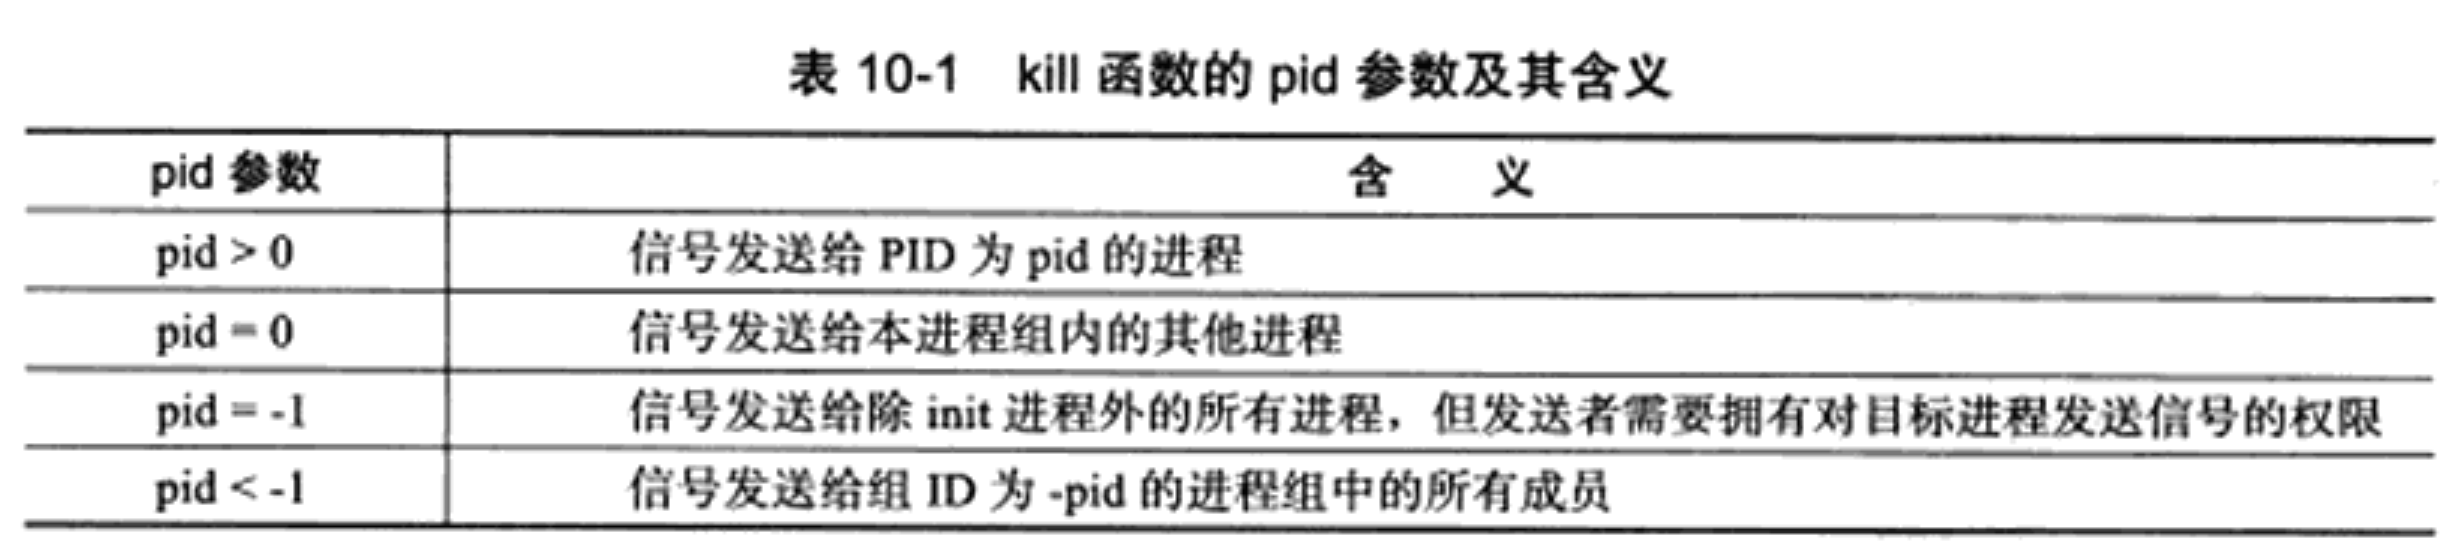 表 10-1 kill 函数的 pid 参数及其含义
pid 参数 含 义
pid > 0 信号发送给 PID 为 pid 的进程
pid = 0 信号发送给本进程组内的其他进程
pid = -1 信号发送给除 init 进程外的所有进程，但发送者需要拥有对目标进程发送信号的权限
pid < -1 信号发送给组 ID 为 -pid 的进程组中的所有成员